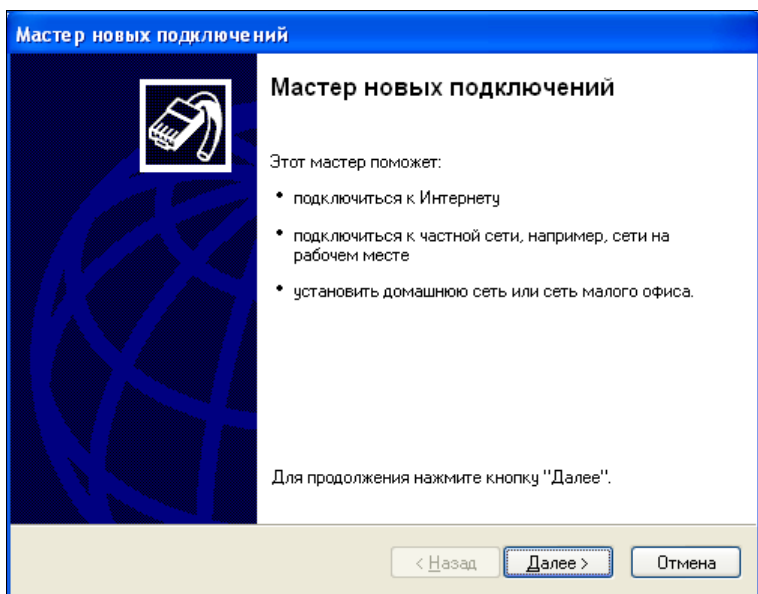 Мастер новых подключений
Мастер новых подключений
Этот мастер поможет:
• подключиться к Интернету
• подключиться к частной сети, например, сети на
рабочем месте
• установить домашнюю сеть или сеть малого офиса.
Для продолжения нажмите кнопку "Далее".
< Назад Далее > Отмена